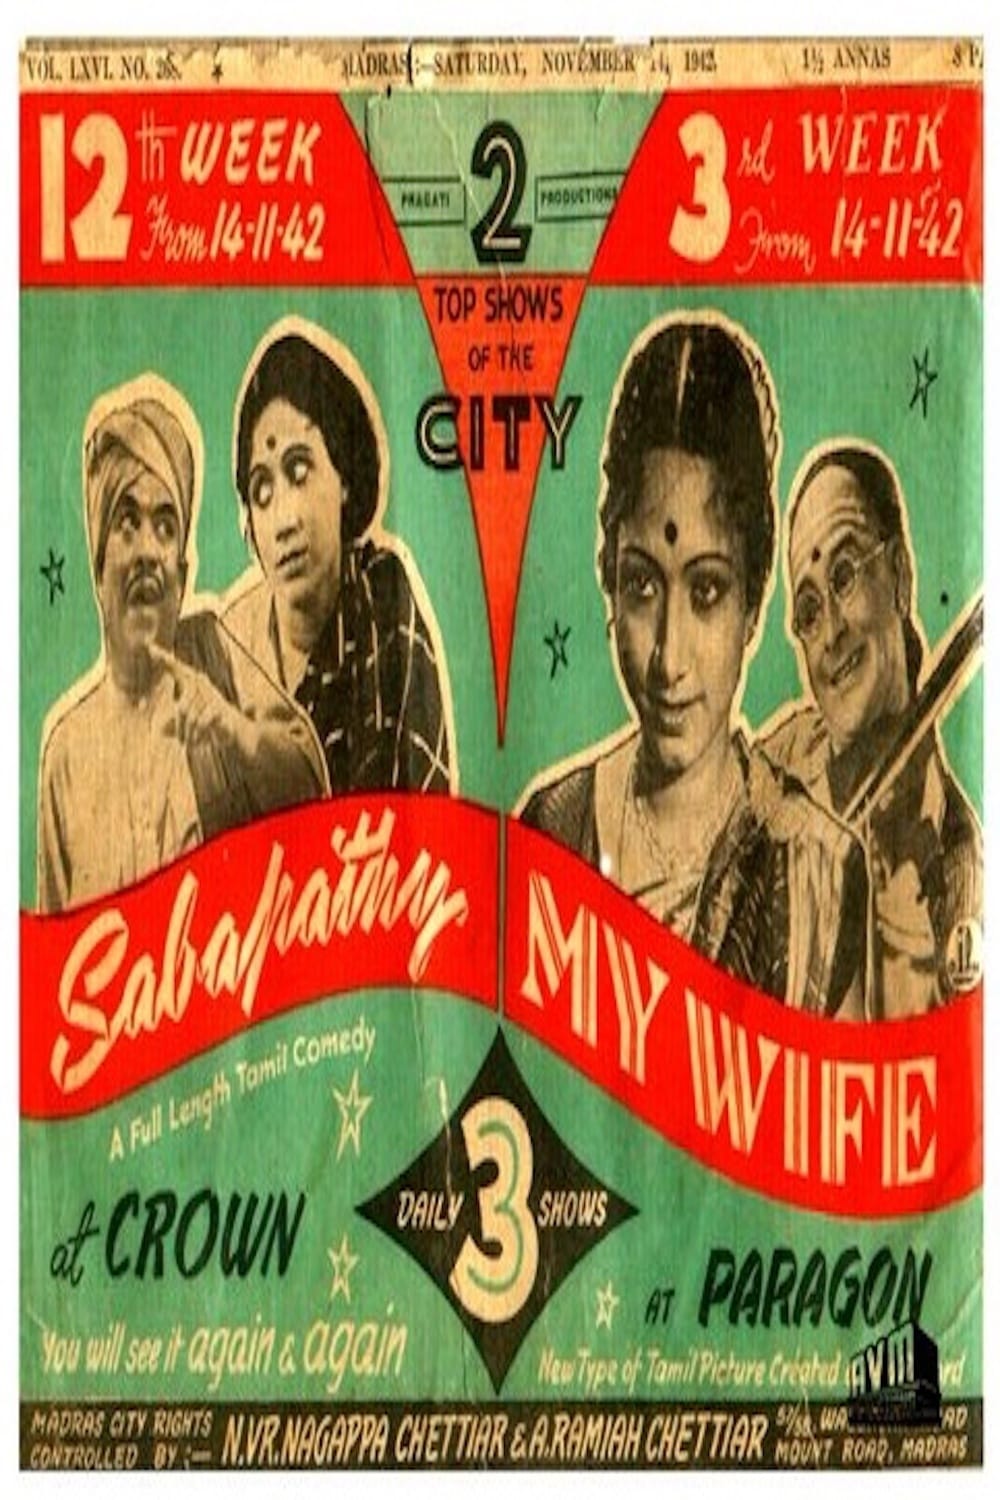 VOL. LXVI. NO. 268. MADRAS:—SATURDAY, NOVEMBER 14, 1942. 1½ ANNAS 8 P.
12th WEEK
From 14-11-42
PRAGATI 2 PRODUCTIONS
TOP SHOWS
OF THE
CITY
3rd WEEK
From 14-11-42
Sabapathy
A Full Length Tamil Comedy
at CROWN
You will see it again & again
MY WIFE
DAILY 3 SHOWS
AT PARAGON
New Type of Tamil Picture Created
AVM
MADRAS CITY RIGHTS
CONTROLLED BY:—
N.VR.NAGAPPA CHETTIAR & A.RAMIAH CHETTIAR
MOUNT ROAD, MADRAS